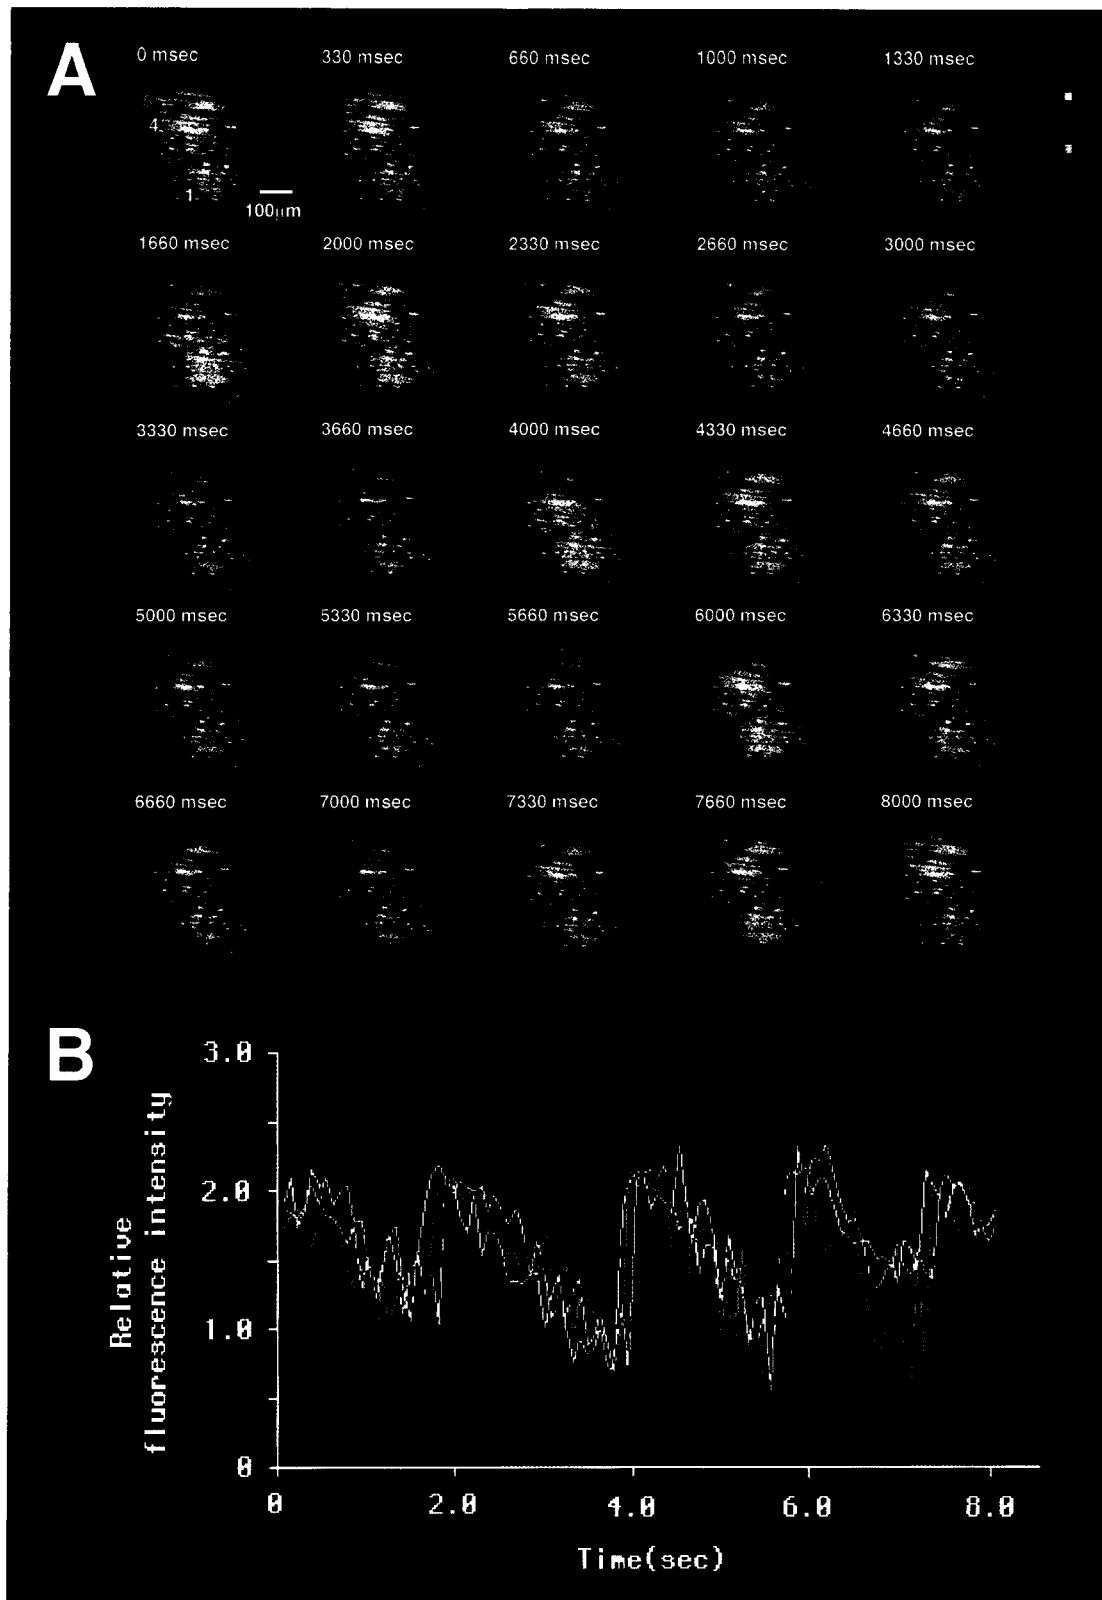 A
0 msec 330 msec 660 msec 1000 msec 1330 msec
4
1
100µm
1660 msec 2000 msec 2330 msec 2660 msec 3000 msec
3330 msec 3660 msec 4000 msec 4330 msec 4660 msec
5000 msec 5330 msec 5660 msec 6000 msec 6330 msec
6660 msec 7000 msec 7330 msec 7660 msec 8000 msec
B
3.0
2.0
1.0
0
Relative
fluorescence intensity
0 2.0 4.0 6.0 8.0
Time(sec)